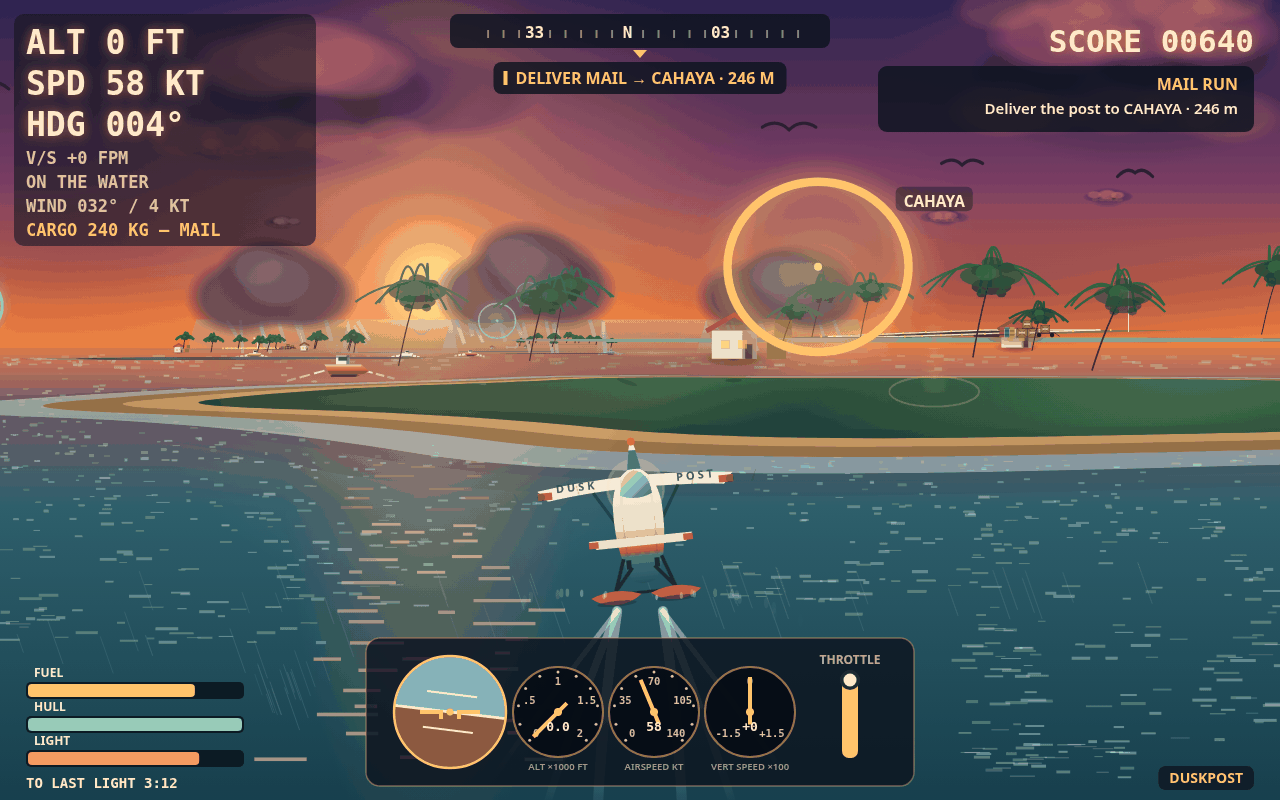 ALT 0 FT
SPD 58 KT
HDG 004°
V/S +0 FPM
ON THE WATER
WIND 032° / 4 KT
CARGO 240 KG — MAIL
33 N 03
DELIVER MAIL → CAHAYA · 246 M
SCORE 00640
MAIL RUN
Deliver the post to CAHAYA · 246 m
CAHAYA
DUSK POST
FUEL
HULL
LIGHT
TO LAST LIGHT 3:12
0 .5 1 1.5 2
0.0
ALT ×1000 FT
0 35 70 105 140
58
AIRSPEED KT
-1.5 0 +1.5
+0
VERT SPEED ×100
THROTTLE
DUSKPOST